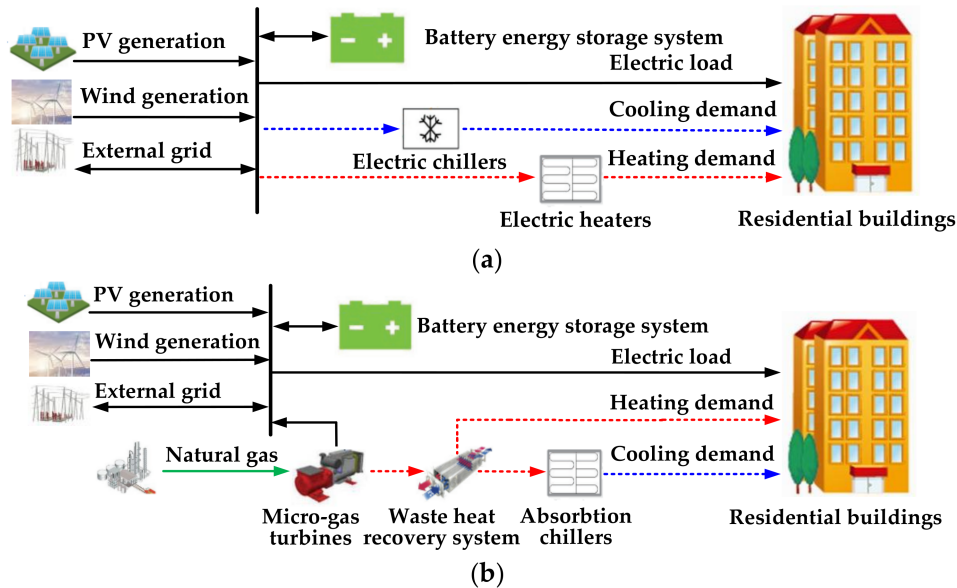 PV generation
Battery energy storage system
Electric load
Wind generation
Cooling demand
External grid
Electric chillers
Heating demand
Electric heaters
Residential buildings
(a)
PV generation
Battery energy storage system
Wind generation
Electric load
External grid
Heating demand
Natural gas
Cooling demand
Micro-gas
turbines
Waste heat
recovery system
Absorbtion
chillers
Residential buildings
(b)